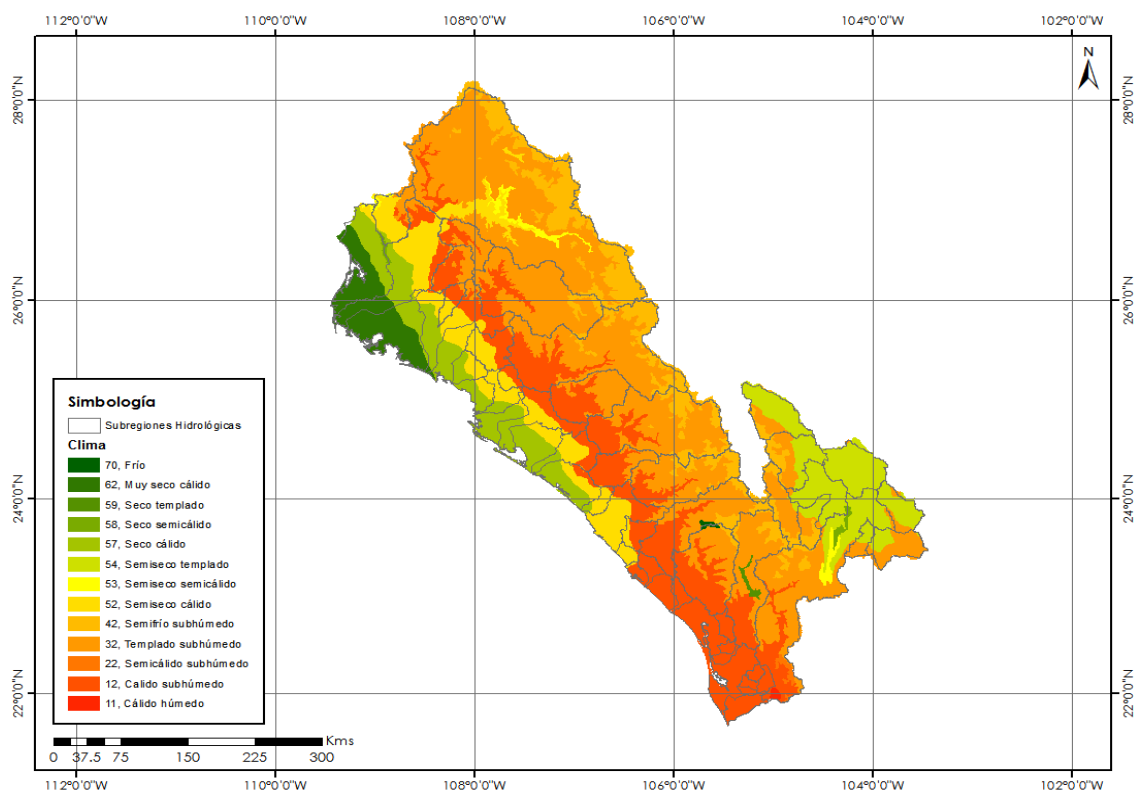 112°0'0"W 110°0'0"W 108°0'0"W 106°0'0"W 104°0'0"W 102°0'0"W
N
28°0'0"N 28°0'0"N
26°0'0"N 26°0'0"N
24°0'0"N 24°0'0"N
22°0'0"N 22°0'0"N
Simbología
Subregiones Hidrológicas
Clima
70, Frío
62, Muy seco cálido
59, Seco templado
58, Seco semicálido
57, Seco cálido
54, Semiseco templado
53, Semiseco semicálido
52, Semiseco cálido
42, Semifrío subhúmedo
32, Templado subhúmedo
22, Semicálido subhúmedo
12, Calido subhúmedo
11, Cálido húmedo
Kms
0 37.5 75 150 225 300
112°0'0"W 110°0'0"W 108°0'0"W 106°0'0"W 104°0'0"W 102°0'0"W